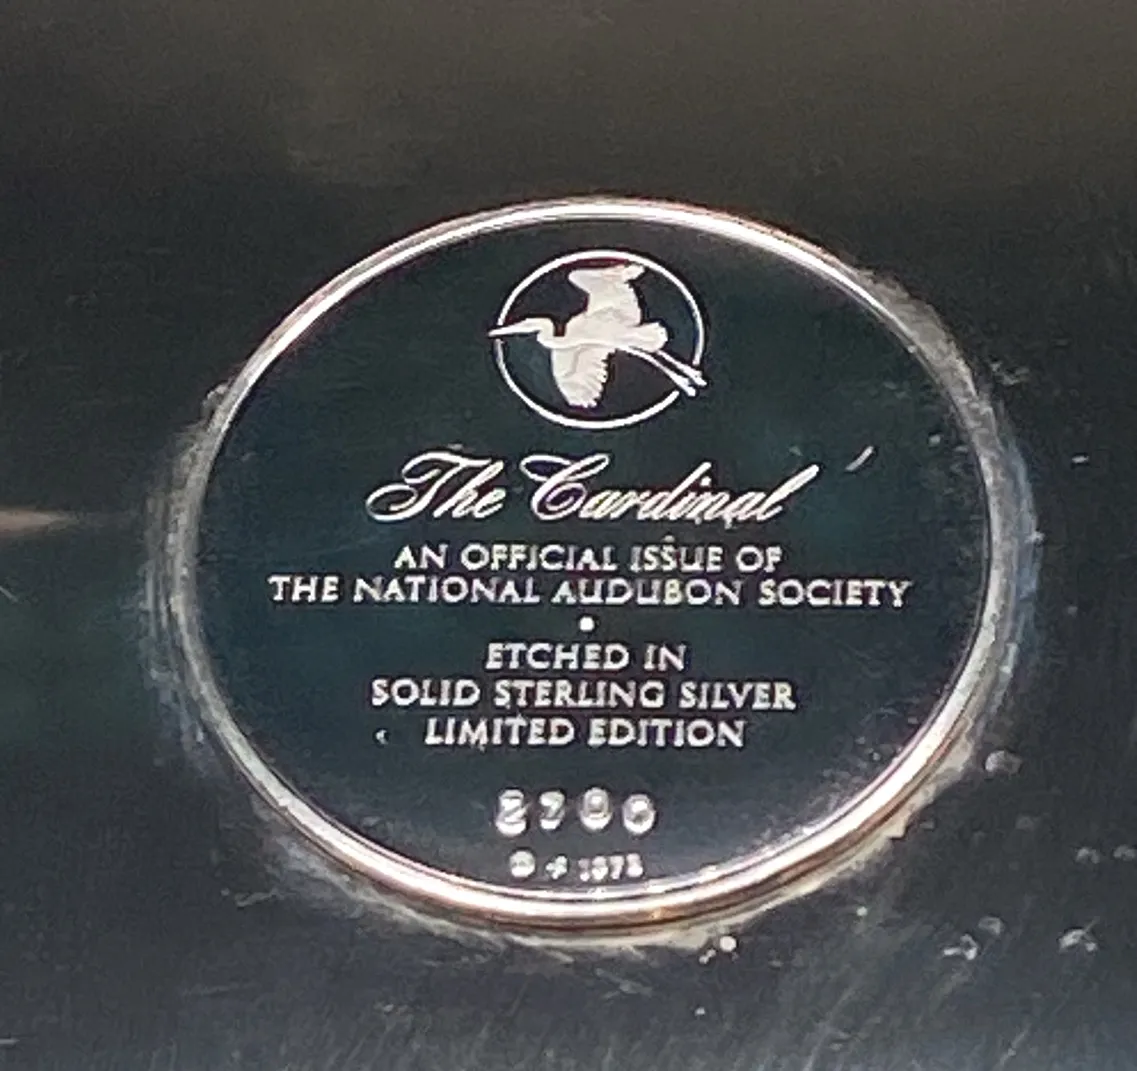 The Cardinal
AN OFFICIAL ISSUE OF
THE NATIONAL AUDUBON SOCIETY
•
ETCHED IN
SOLID STERLING SILVER
LIMITED EDITION